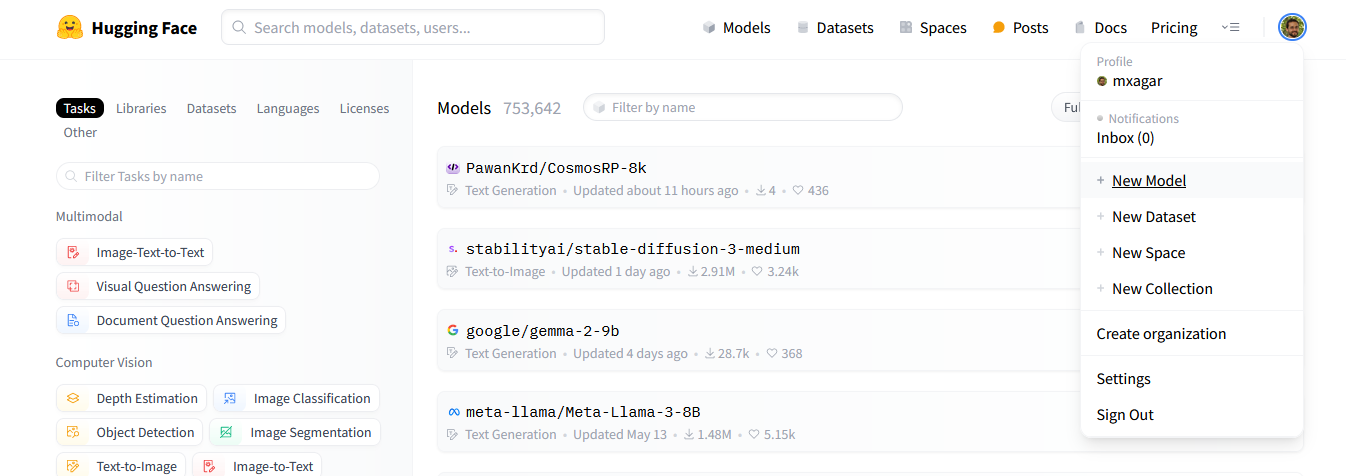 Hugging Face
Search models, datasets, users...
Models
Datasets
Spaces
Posts
Docs
Pricing
Tasks
Libraries
Datasets
Languages
Licenses
Other
Filter Tasks by name
Multimodal
Image-Text-to-Text
Visual Question Answering
Document Question Answering
Computer Vision
Depth Estimation
Image Classification
Object Detection
Image Segmentation
Text-to-Image
Image-to-Text
Models 753,642
Filter by name
Ful
PawanKrd/CosmosRP-8k
Text Generation • Updated about 11 hours ago • 4 • 436
stabilityai/stable-diffusion-3-medium
Text-to-Image • Updated 1 day ago • 2.91M • 3.24k
google/gemma-2-9b
Text Generation • Updated 4 days ago • 28.7k • 368
meta-llama/Meta-Llama-3-8B
Text Generation • Updated May 13 • 1.48M • 5.15k
Profile
mxagar
Notifications
Inbox (0)
+ New Model
+ New Dataset
+ New Space
+ New Collection
Create organization
Settings
Sign Out